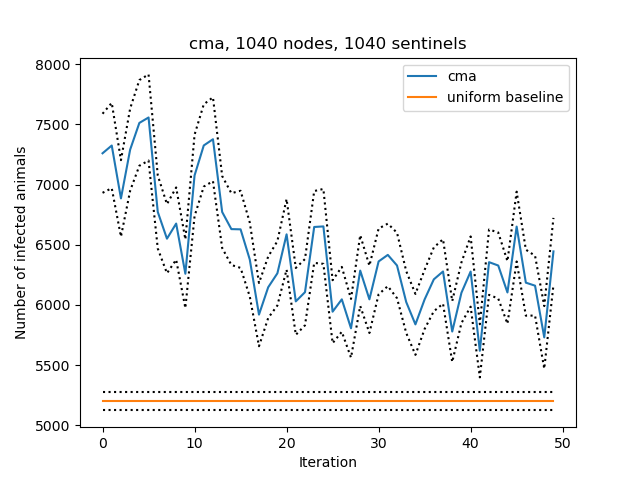 cma, 1040 nodes, 1040 sentinels
cma
uniform baseline
8000
7500
7000
6500
6000
5500
5000
Number of infected animals
0 10 20 30 40 50
Iteration